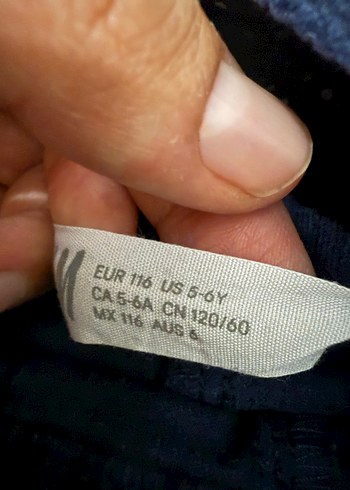 EUR 116 US 5-6Y
CA 5-6A CN 120/60
MX 116 AUS 6